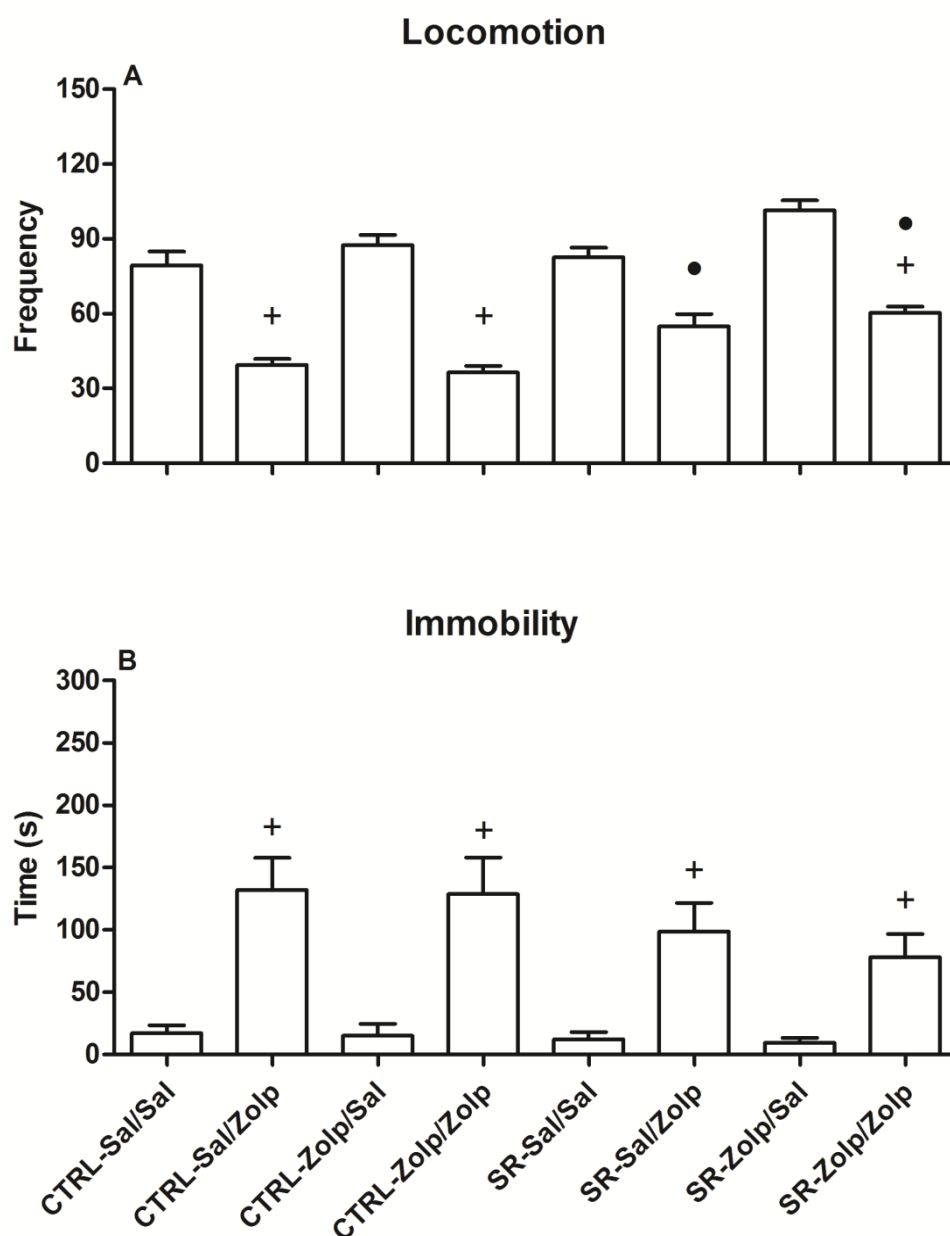 Locomotion
A
150
120
90
60
30
0
Frequency
+
+
•
•
+
Immobility
B
300
250
200
150
100
50
0
Time (s)
+
+
+
+
CTRL-Sal/Sal
CTRL-Sal/Zolp
CTRL-Zolp/Sal
CTRL-Zolp/Zolp
SR-Sal/Sal
SR-Sal/Zolp
SR-Zolp/Sal
SR-Zolp/Zolp